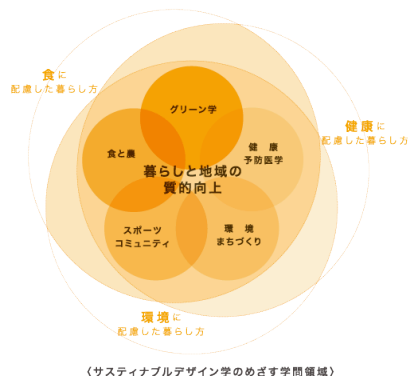 食に
配慮した暮らし方
グリーン学
健康に
配慮した暮らし方
食と農
健 康
予防医学
暮らしと地域の
質的向上
スポーツ
コミュニティ
環 境
まちづくり
環境に
配慮した暮らし方
〈サスティナブルデザイン学のめざす学問領域〉